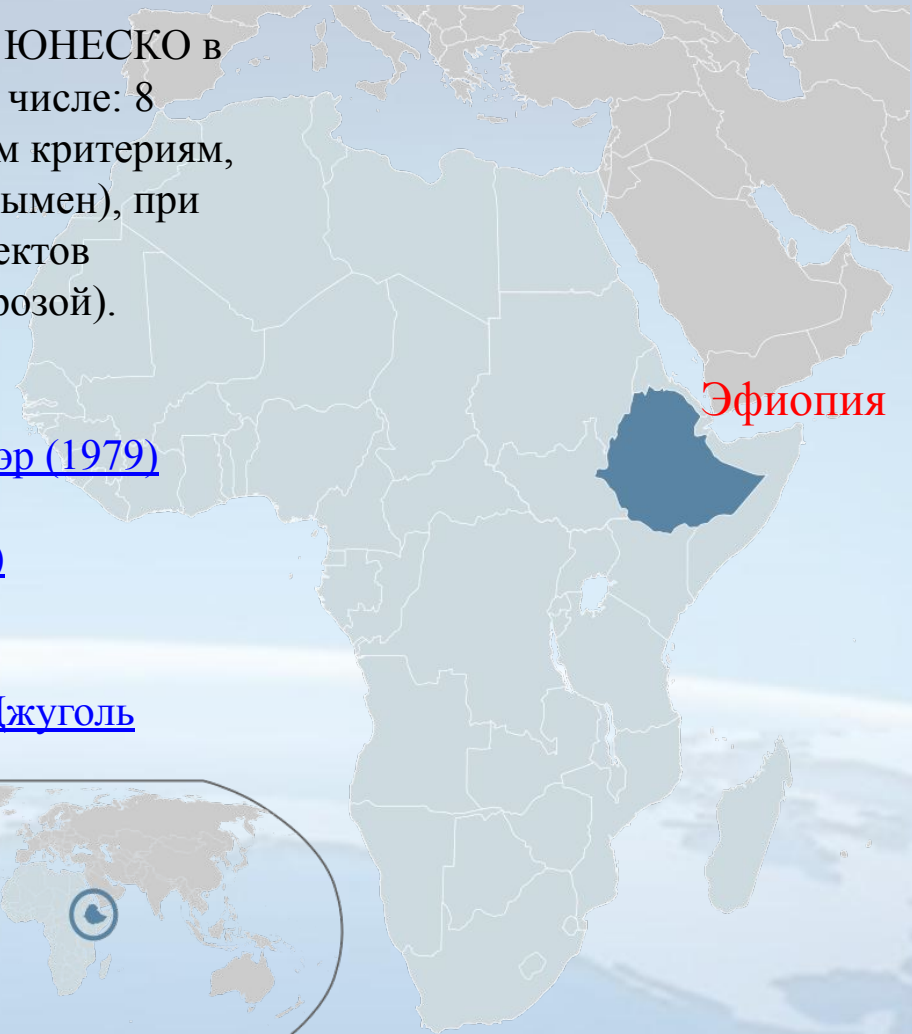 ЮНЕСКО в
числе: 8
м критериям,
ымен), при
ектов
розой).
Эфиопия
эр (1979)
)
Джуголь